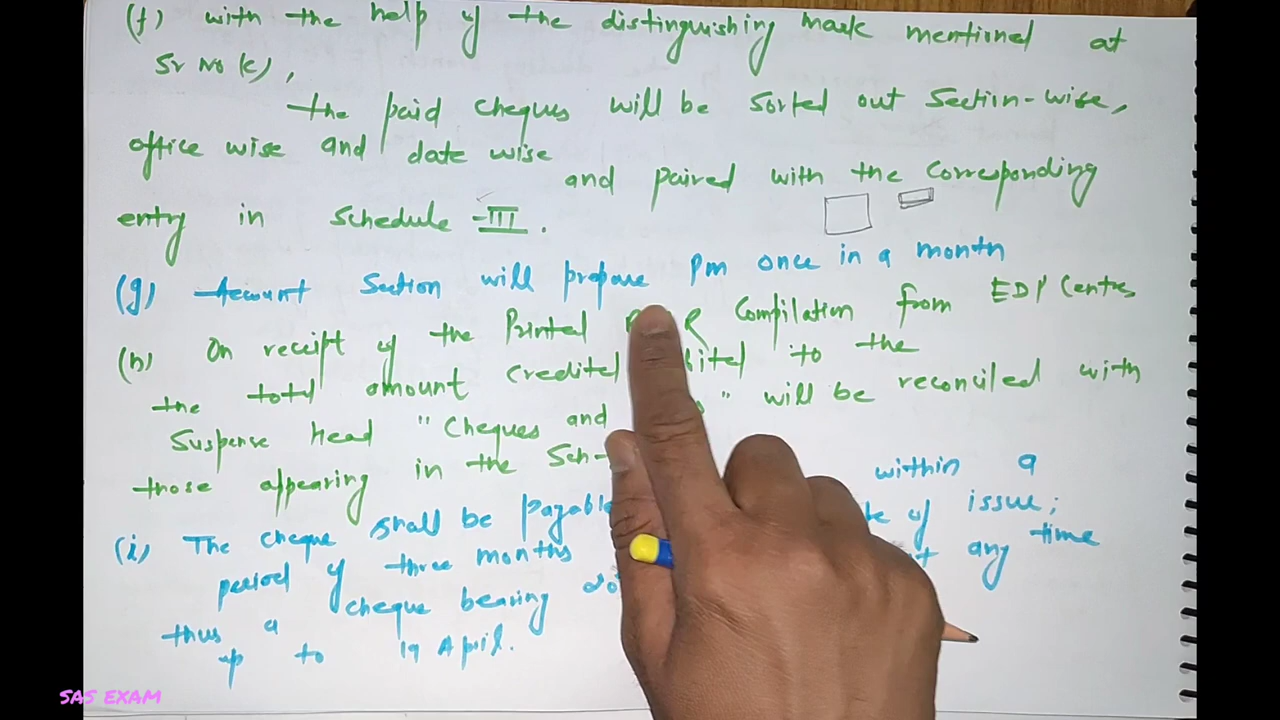 (f) with the help of the distinguishing mark mentioned at
Sr No (c),
the paid cheques will be sorted out Section-wise,
office wise and date wise
and paired with the corresponding
entry in Schedule -III.
(g) Account Section will prepare PM once in a month
(h) On receipt of the Printed Compilation from EDP Centres
the total amount credited to the
Suspense Head "Cheques and " will be reconciled with
those appearing in the Sch-
(i) The cheque shall be payable within a
period of three months of issue;
thus a cheque bearing any time
up to 19 April.
SAS EXAM